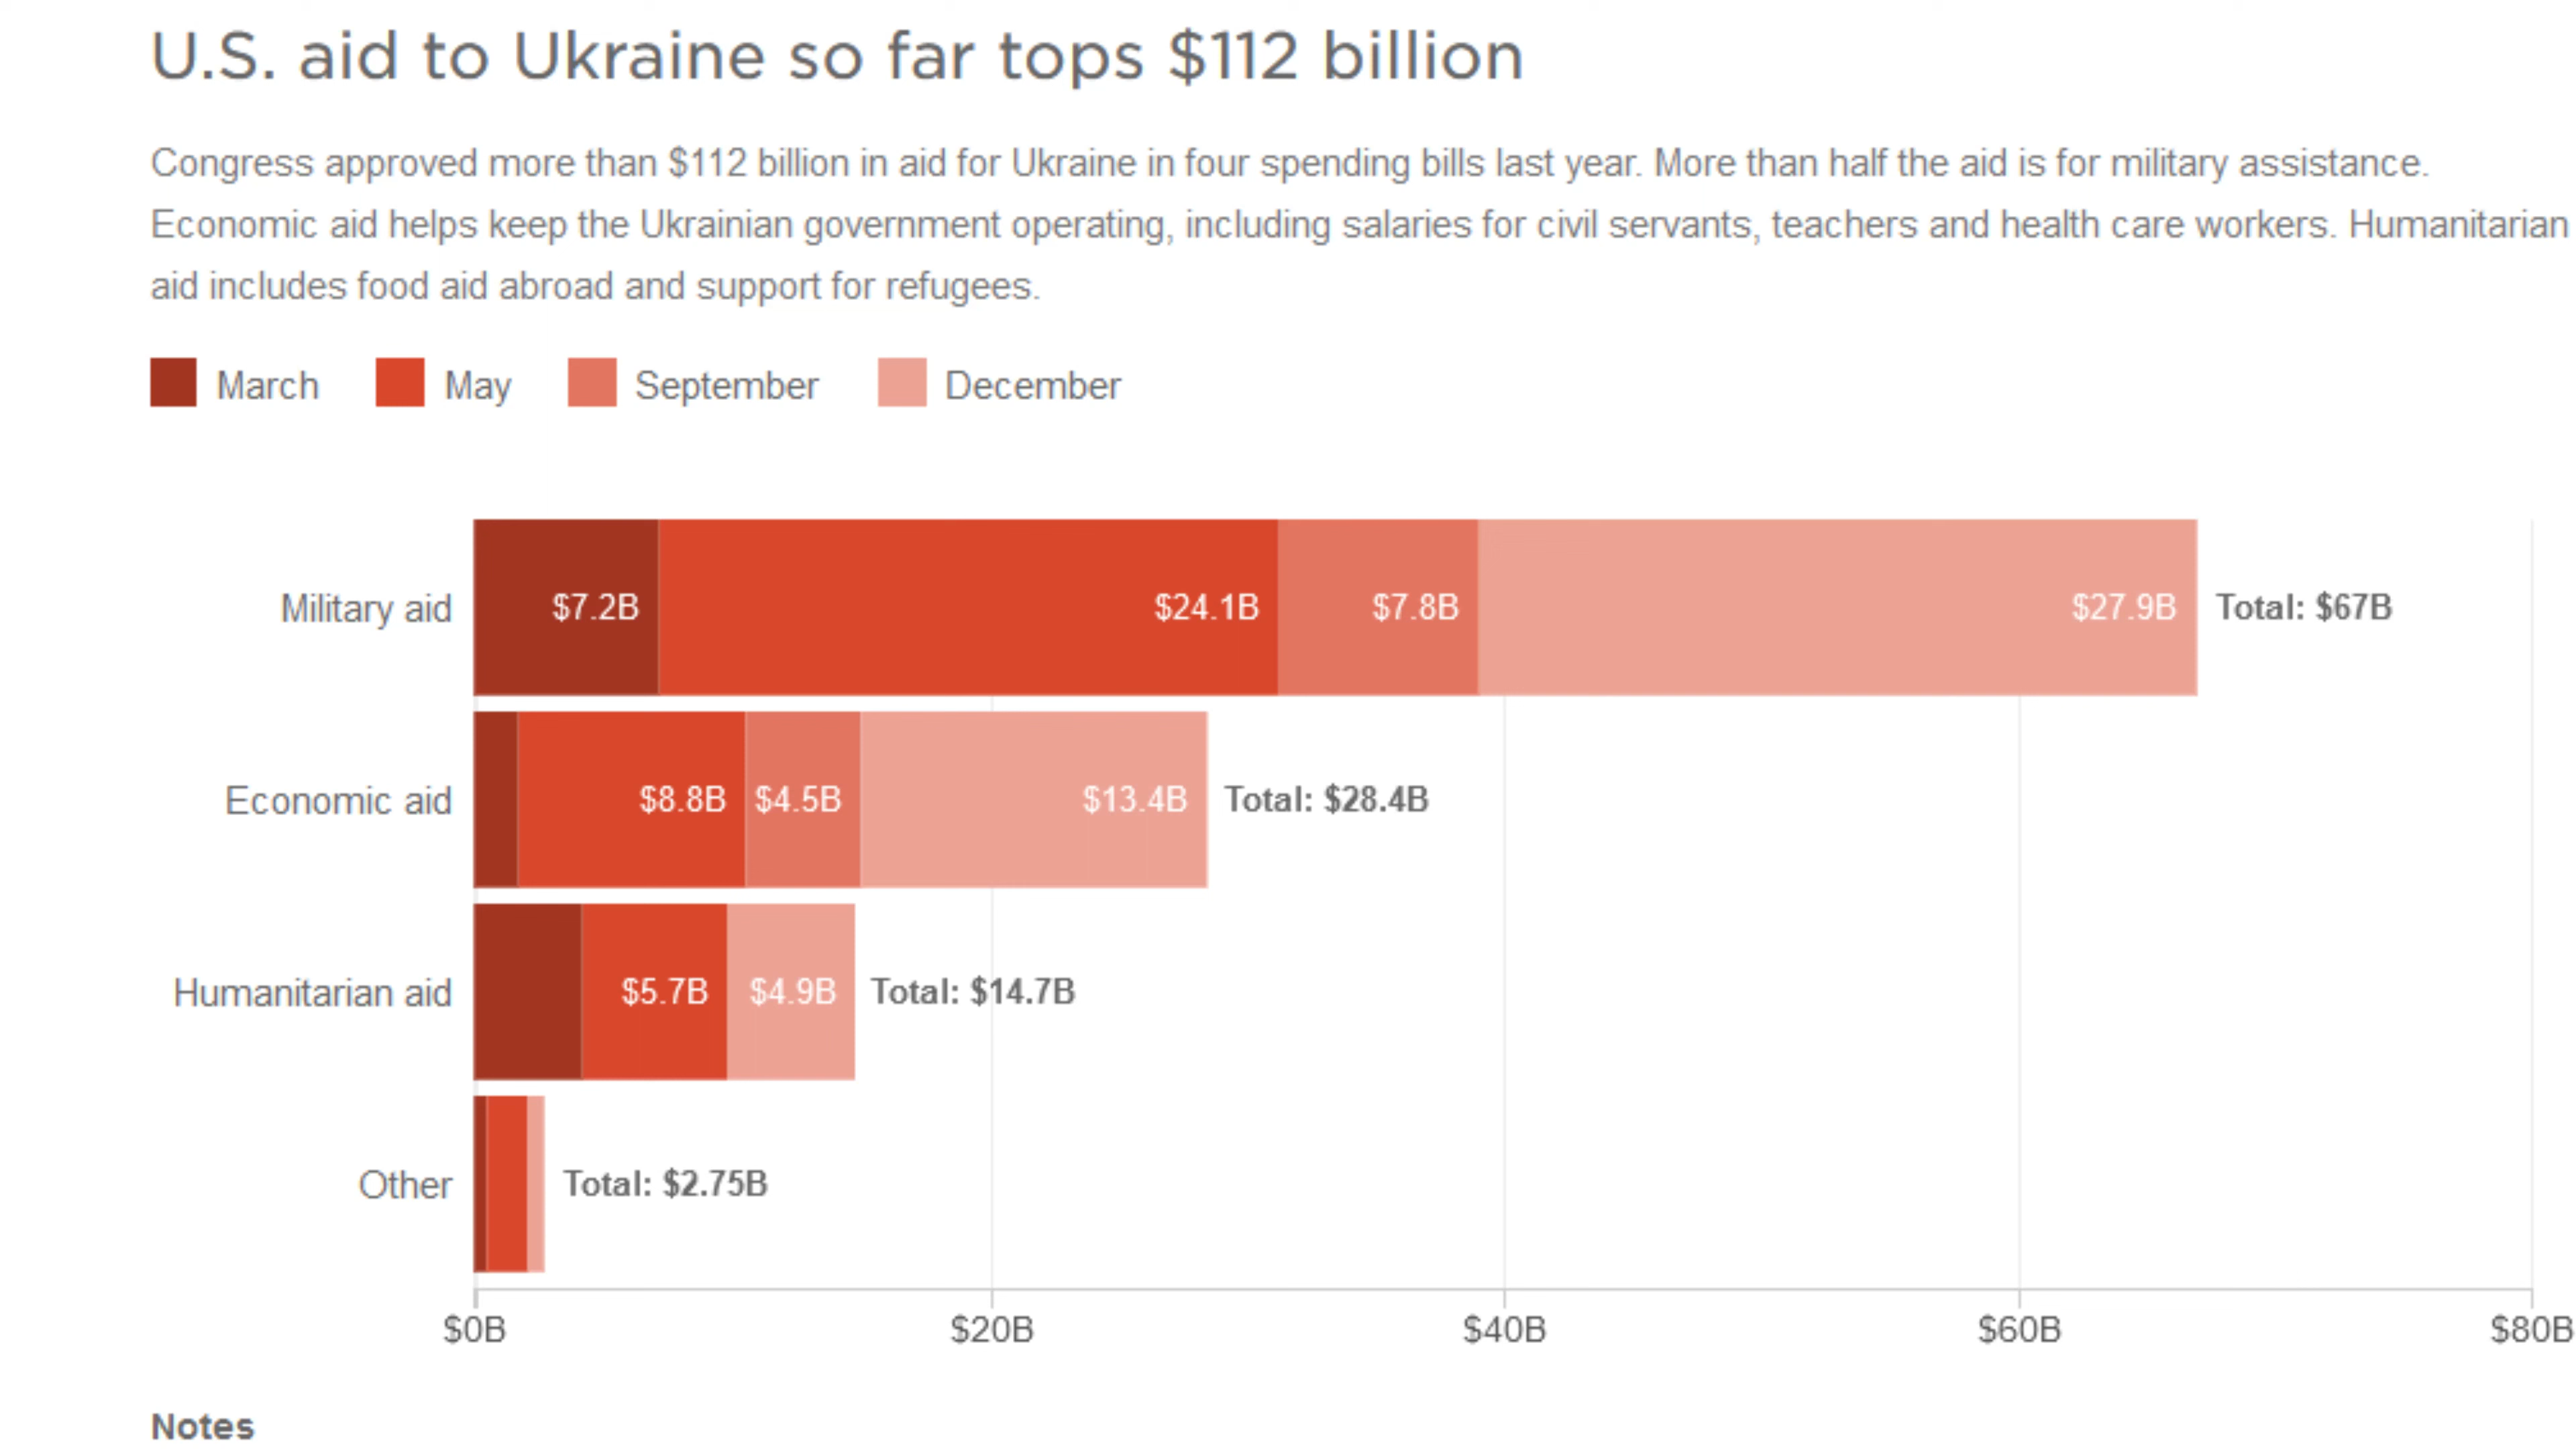 U.S. aid to Ukraine so far tops $112 billion
Congress approved more than $112 billion in aid for Ukraine in four spending bills last year. More than half the aid is for military assistance.
Economic aid helps keep the Ukrainian government operating, including salaries for civil servants, teachers and health care workers. Humanitarian
aid includes food aid abroad and support for refugees.
March May September December
Military aid $7.2B $24.1B $7.8B $27.9B Total: $67B
Economic aid $8.8B $4.5B $13.4B Total: $28.4B
Humanitarian aid $5.7B $4.9B Total: $14.7B
Other Total: $2.75B
$0B $20B $40B $60B $80B
Notes